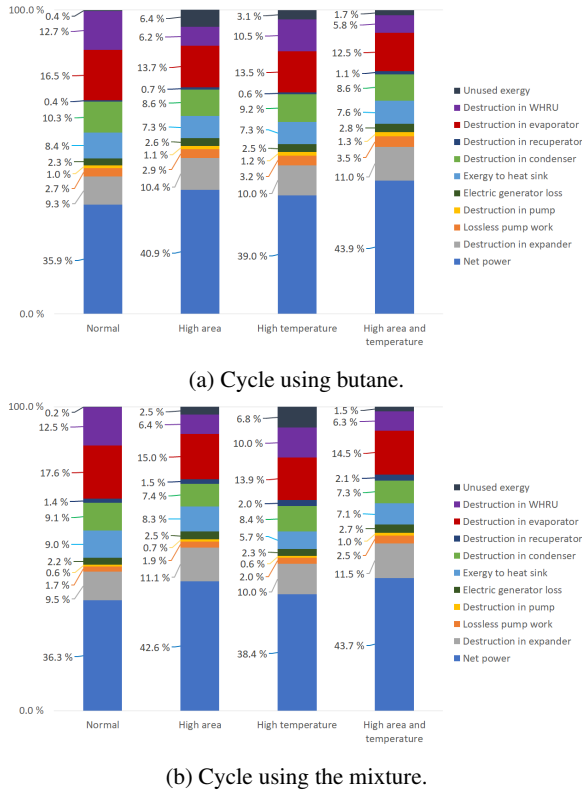 100.0 %
0.4 %
12.7 %
16.5 %
0.4 %
10.3 %
8.4 %
2.3 %
1.0 %
2.7 %
9.3 %
35.9 %
6.4 %
6.2 %
13.7 %
0.7 %
8.6 %
7.3 %
2.6 %
1.1 %
2.9 %
10.4 %
40.9 %
3.1 %
10.5 %
13.5 %
0.6 %
9.2 %
7.3 %
2.5 %
1.2 %
3.2 %
10.0 %
39.0 %
1.7 %
5.8 %
12.5 %
1.1 %
8.6 %
7.6 %
2.8 %
1.3 %
3.5 %
11.0 %
43.9 %
0.0 %
Normal
High area
High temperature
High area and
temperature
Unused exergy
Destruction in WHRU
Destruction in evaporator
Destruction in recuperator
Destruction in condenser
Exergy to heat sink
Electric generator loss
Destruction in pump
Lossless pump work
Destruction in expander
Net power
(a) Cycle using butane.
100.0 %
0.2 %
12.5 %
17.6 %
1.4 %
9.1 %
9.0 %
2.2 %
0.6 %
1.7 %
9.5 %
36.3 %
2.5 %
6.4 %
15.0 %
1.5 %
7.4 %
8.3 %
2.5 %
0.7 %
1.9 %
11.1 %
42.6 %
6.8 %
10.0 %
13.9 %
2.0 %
8.4 %
5.7 %
2.3 %
0.6 %
2.0 %
10.0 %
38.4 %
1.5 %
6.3 %
14.5 %
2.1 %
7.3 %
7.1 %
2.7 %
1.0 %
2.5 %
11.5 %
43.7 %
0.0 %
Normal
High area
High temperature
High area and
temperature
Unused exergy
Destruction in WHRU
Destruction in evaporator
Destruction in recuperator
Destruction in condenser
Exergy to heat sink
Electric generator loss
Destruction in pump
Lossless pump work
Destruction in expander
Net power
(b) Cycle using the mixture.